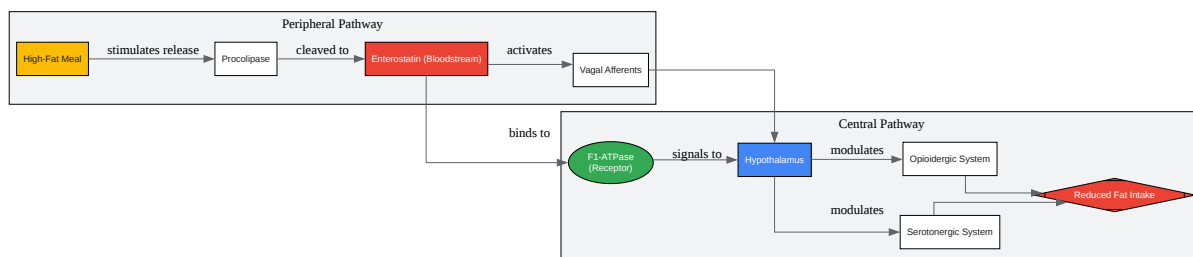 Peripheral Pathway
High-Fat Meal
stimulates release
Procolipase
cleaved to
Enterostatin (Bloodstream)
activates
Vagal Afferents
binds to
Central Pathway
F1-ATPase
(Receptor)
signals to
Hypothalamus
modulates
Opioidergic System
modulates
Serotonergic System
Reduced Fat Intake